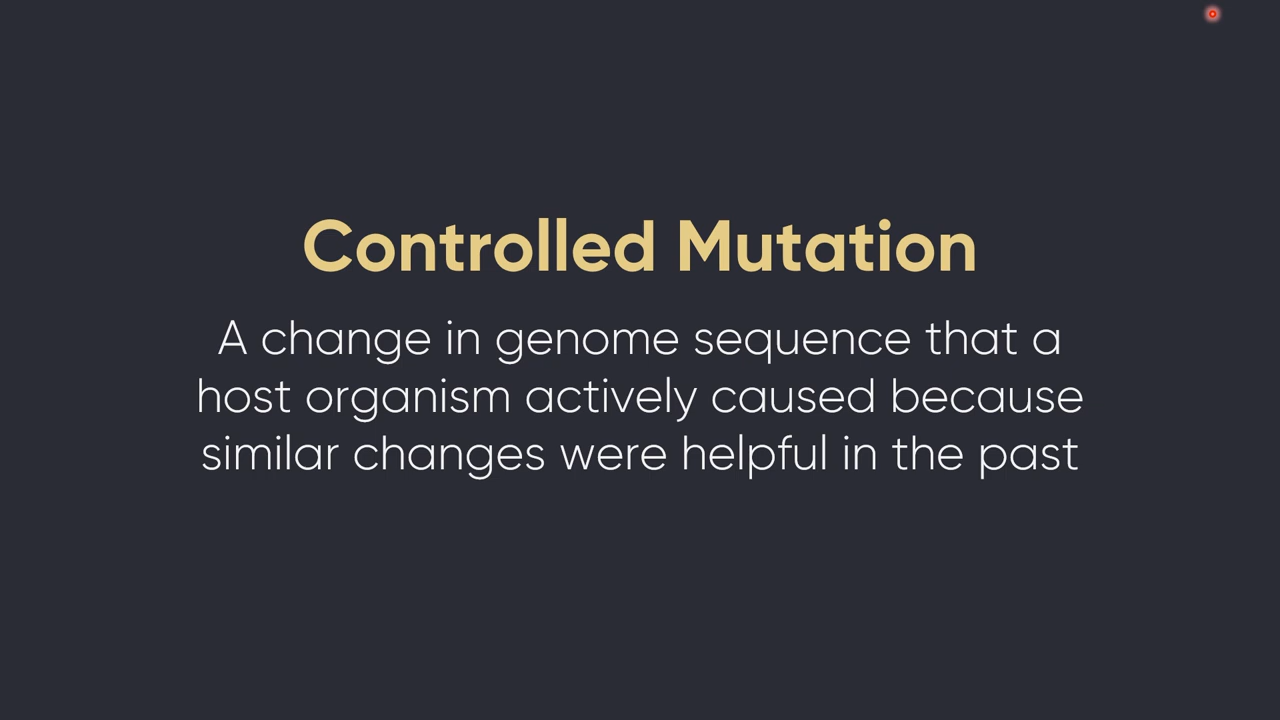 Controlled Mutation
A change in genome sequence that a
host organism actively caused because
similar changes were helpful in the past